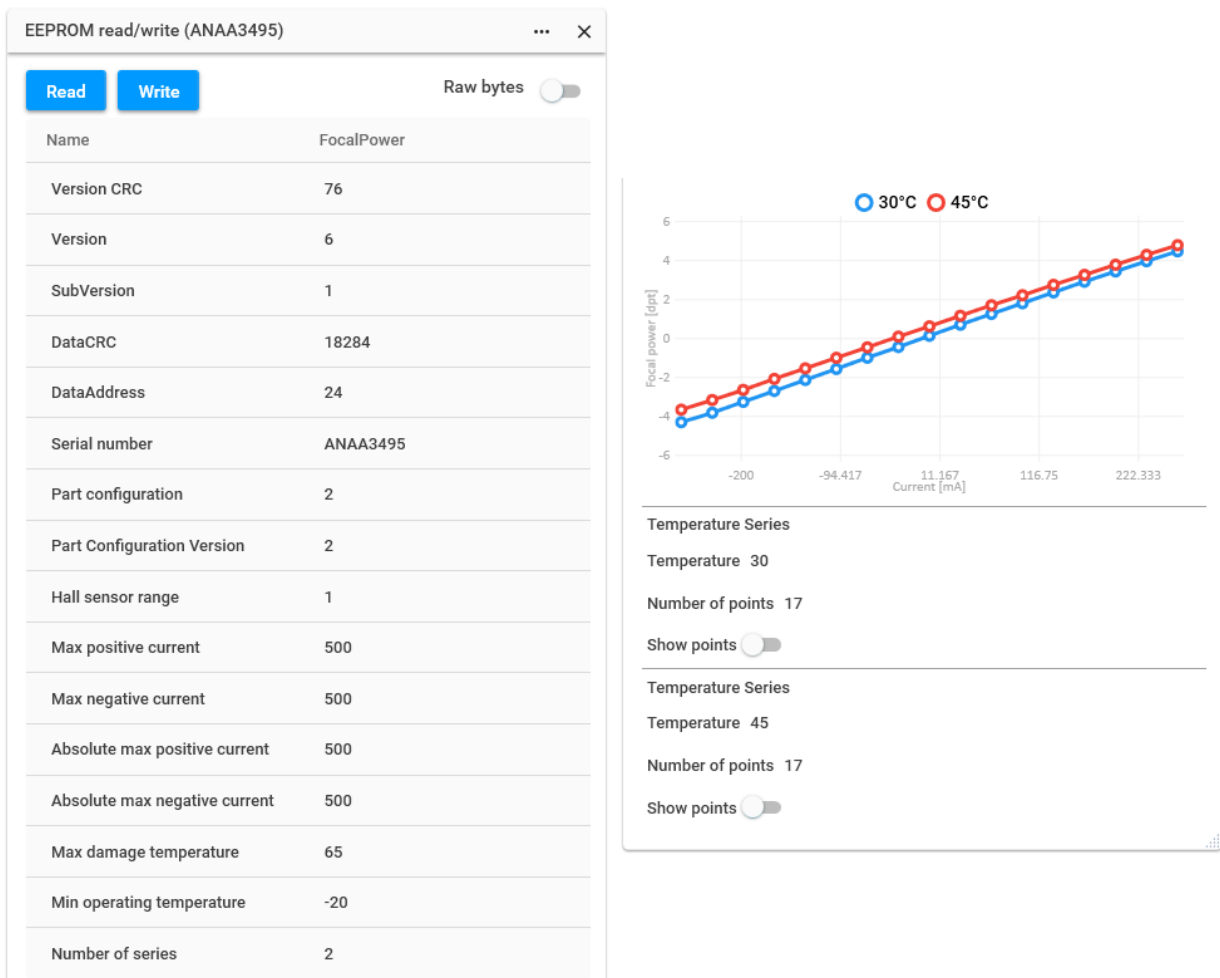 EEPROM read/write (ANAA3495)
Read Write Raw bytes
Name FocalPower
Version CRC 76
Version 6
SubVersion 1
DataCRC 18284
DataAddress 24
Serial number ANAA3495
Part configuration 2
Part Configuration Version 2
Hall sensor range 1
Max positive current 500
Max negative current 500
Absolute max positive current 500
Absolute max negative current 500
Max damage temperature 65
Min operating temperature -20
Number of series 2
30°C 45°C
Focal power [dpt]
6
4
2
0
-2
-4
-6
-200 -94.417 11.167 116.75 222.333
Current [mA]
Temperature Series
Temperature 30
Number of points 17
Show points
Temperature Series
Temperature 45
Number of points 17
Show points